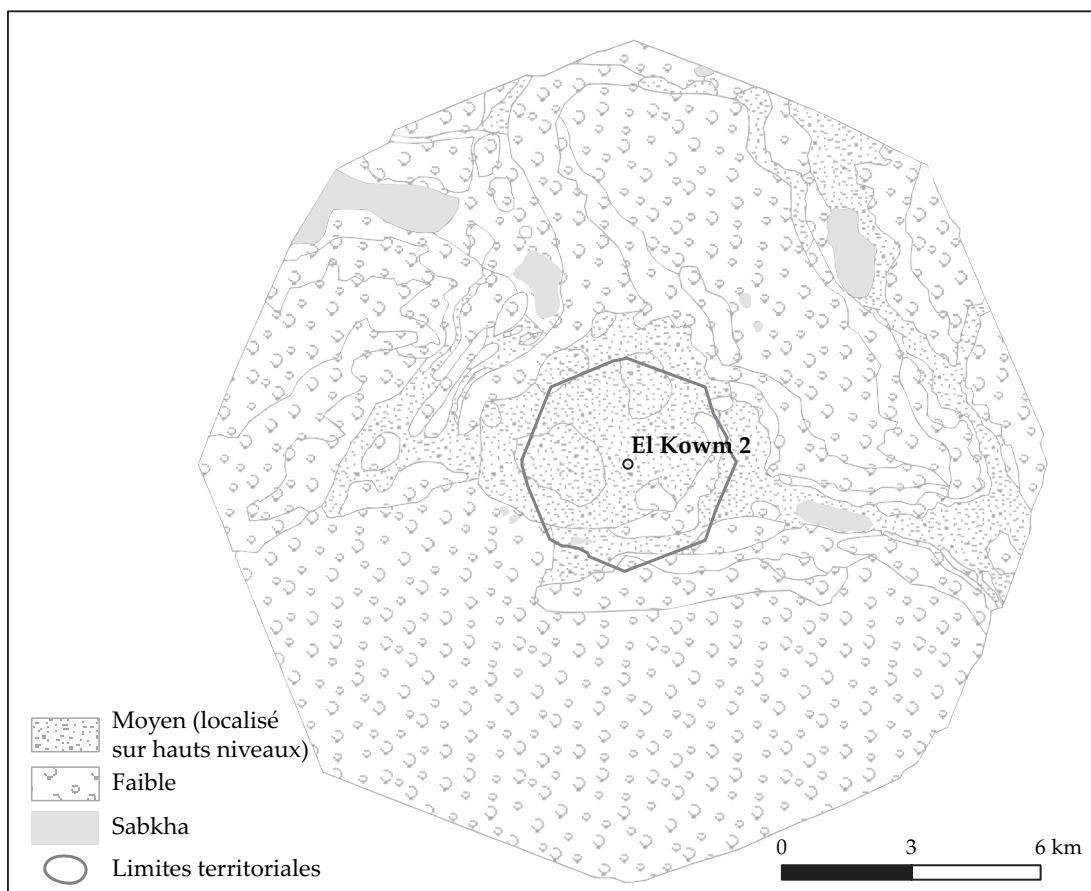 El Kowm 2
Moyen (localisé
sur hauts niveaux)
Faible
Sabkha
Limites territoriales
0 3 6 km